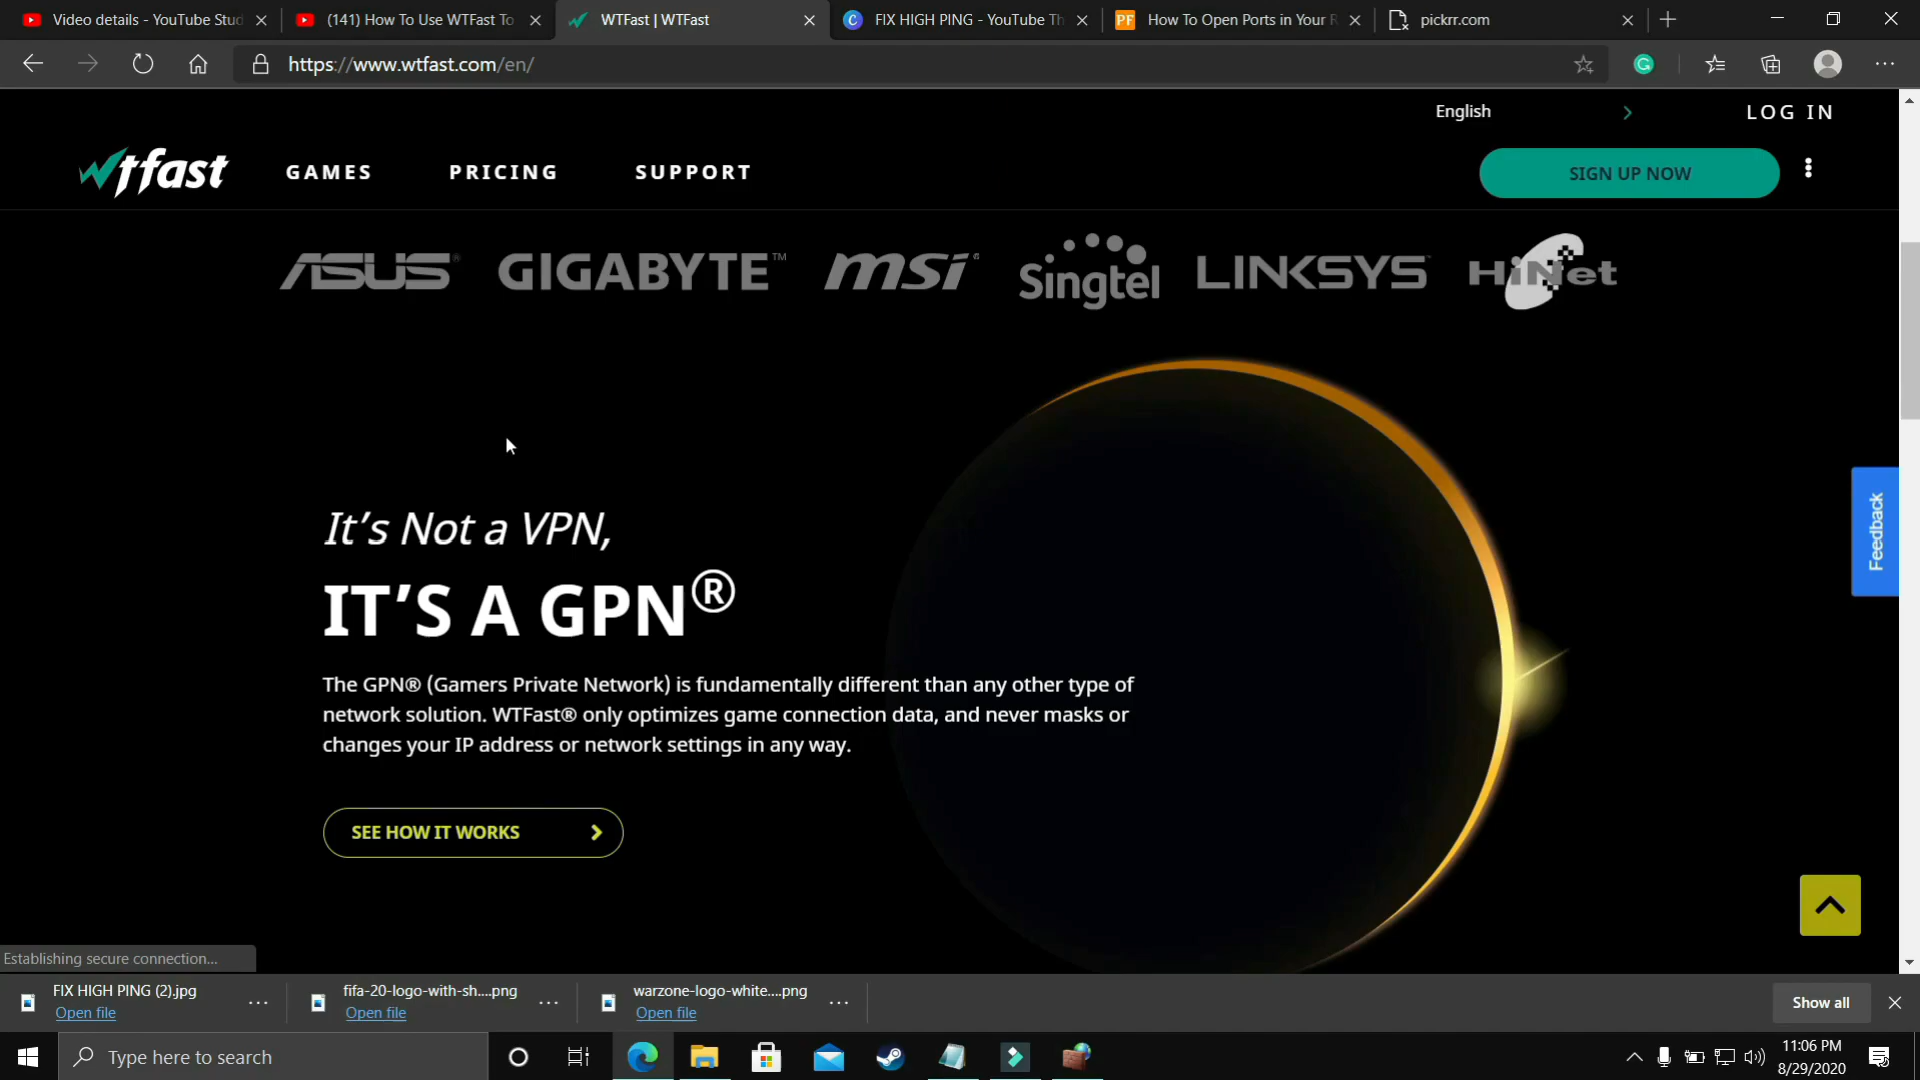 Video details - YouTube Stud
(141) How To Use WTFast To
WTFast | WTFast
FIX HIGH PING - YouTube Th
PF
How To Open Ports in Your R
pickrr.com
https://www.wtfast.com/en/
English
LOG IN
wtfast
GAMES
PRICING
SUPPORT
SIGN UP NOW
ASUS®
GIGABYTE™
msi
Singtel
LINKSYS
HiNet
It’s Not a VPN,
IT’S A GPN®
The GPN® (Gamers Private Network) is fundamentally different than any other type of
network solution. WTFast® only optimizes game connection data, and never masks or
changes your IP address or network settings in any way.
SEE HOW IT WORKS
Feedback
Establishing secure connection...
FIX HIGH PING (2).jpg
Open file
fifa-20-logo-with-sh....png
Open file
warzone-logo-white....png
Open file
Show all
Type here to search
11:06 PM
8/29/2020